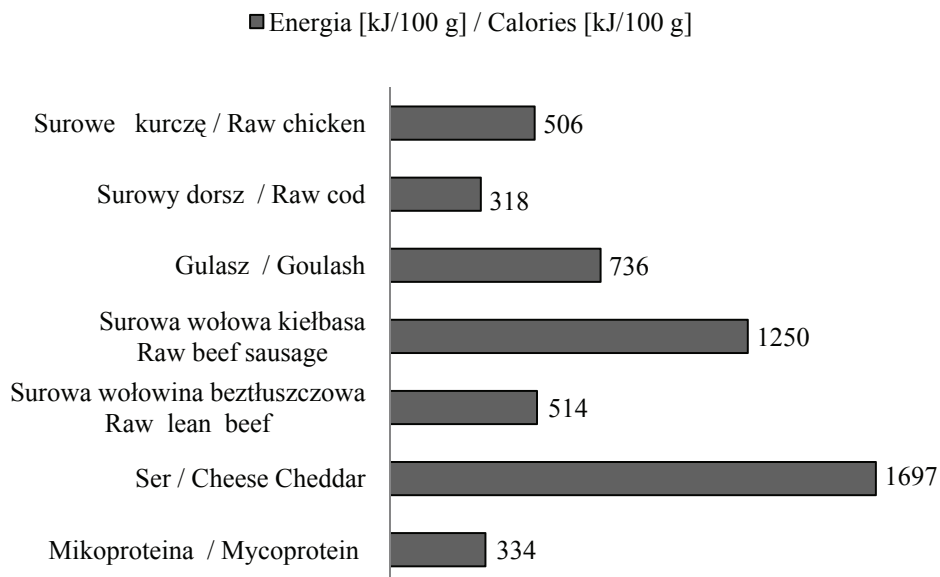 Energia [kJ/100 g] / Calories [kJ/100 g]
Surowe kurczę / Raw chicken 506
Surowy dorsz / Raw cod 318
Gulasz / Goulash 736
Surowa wołowa kiełbasa
Raw beef sausage 1250
Surowa wołowina beztłuszczowa
Raw lean beef 514
Ser / Cheese Cheddar 1697
Mikoproteina / Mycoprotein 334